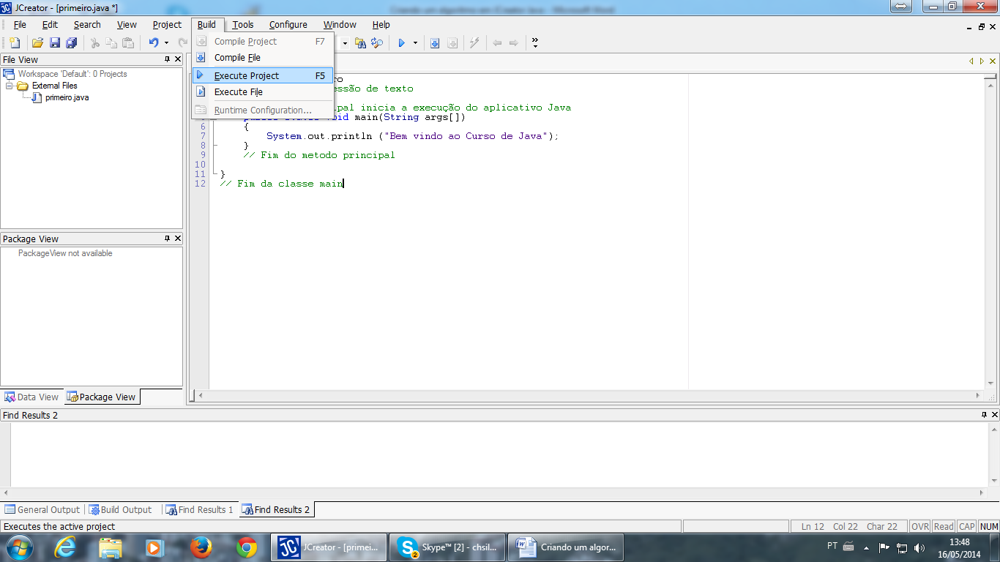 JCreator - [primeiro.java *]
Criando um algoritmo em JCreator Java - Microsoft Word
File Edit Search View Project Build Tools Configure Window Help
Compile Project F7
Compile File
Execute Project F5
Execute File
Runtime Configuration...
File View
Workspace 'Default': 0 Projects
External Files
primeiro.java
ro
essão de texto
ipal inicia a execução do aplicativo Java
void main(String args[])
6 {
7 System.out.println ("Bem vindo ao Curso de Java");
8 }
9 // Fim do metodo principal
10
11 }
12 // Fim da classe main
Package View
PackageView not available
Data View Package View
Find Results 2
General Output Build Output Find Results 1 Find Results 2
Executes the active project Ln 12 Col 22 Char 22 OVR Read CAP NUM
JCreator - [primei... Skype™ [2] - chsil... Criando um algor... PT 13:48
2
16/05/2014